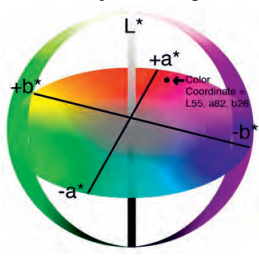 L*
+a*
Color
Coordinate =
L55, a82, b26
+b*
-b*
-a*